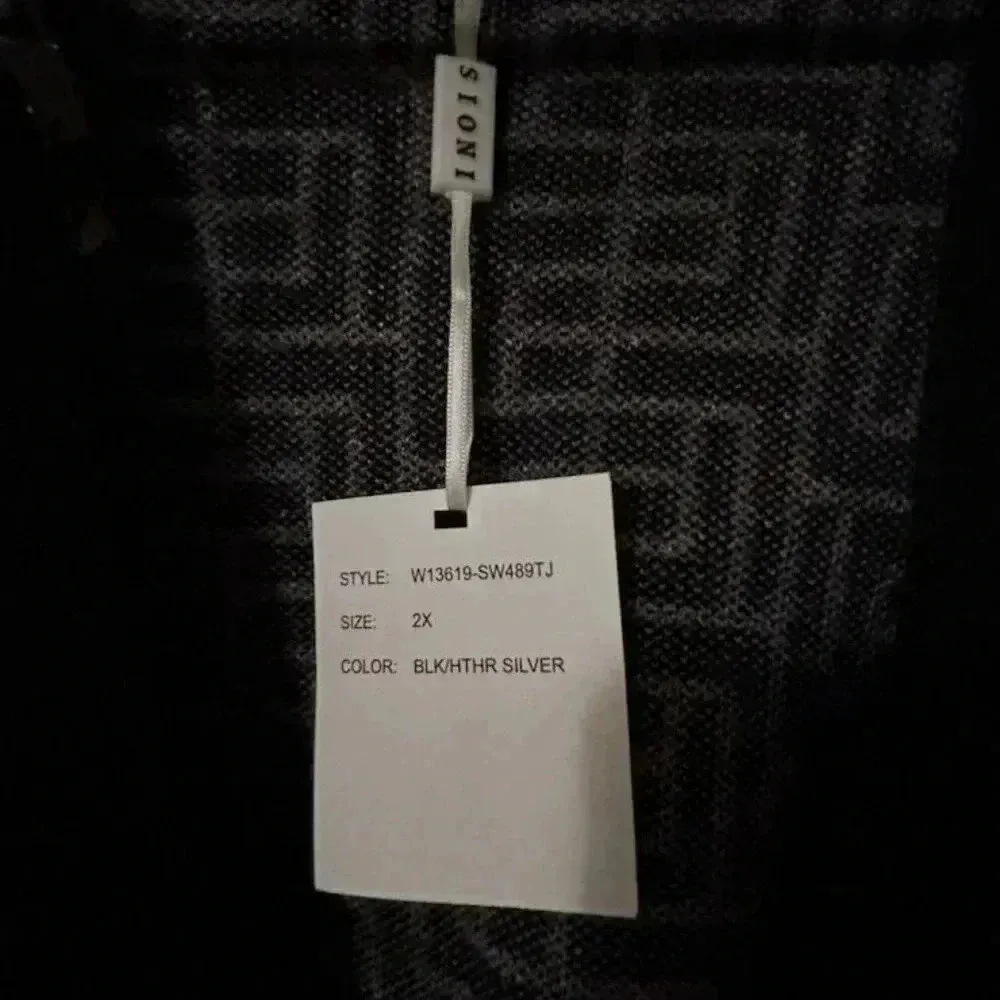 SIONI
STYLE: W13619-SW489TJ
SIZE: 2X
COLOR: BLK/HTHR SILVER